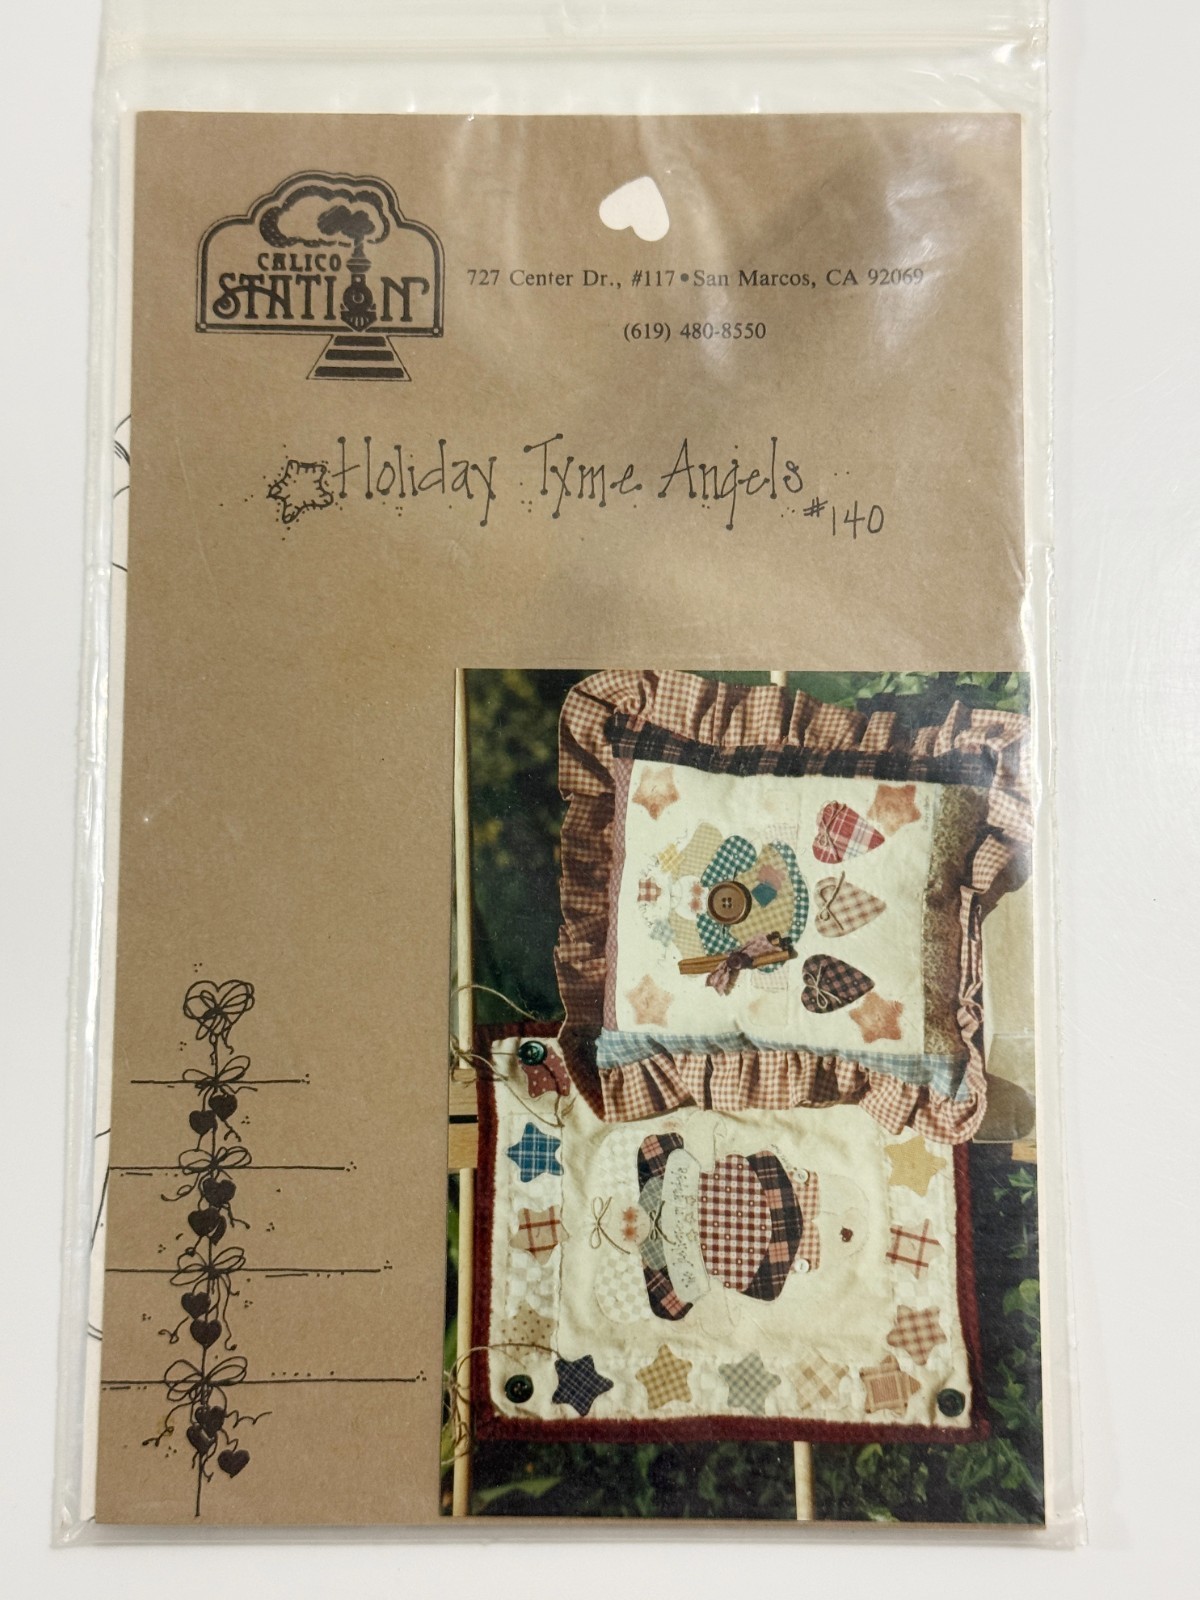 CALICO
STATION
727 Center Dr., #117 • San Marcos, CA 92069
(619) 480-8550
Holiday Tyme Angels
#140